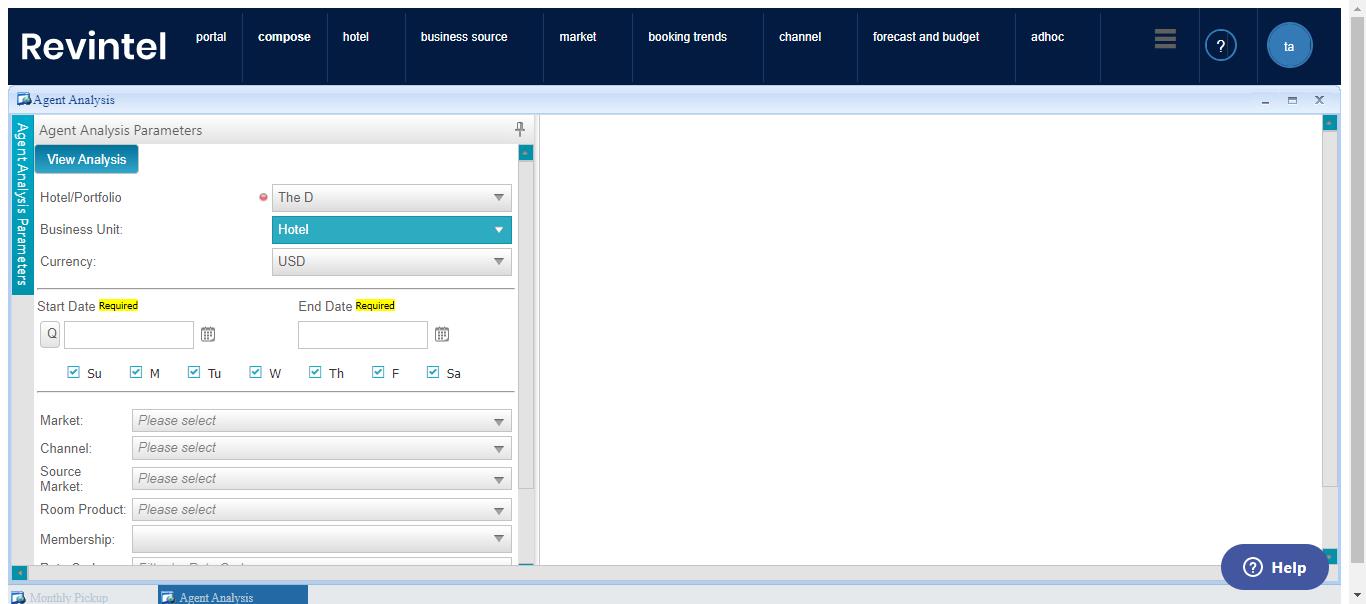 Revintel
portal compose hotel business source market booking trends channel forecast and budget adhoc
? ta
Agent Analysis
Agent Analysis Parameters
Agent Analysis Parameters
View Analysis
Hotel/Portfolio The D
Business Unit: Hotel
Currency: USD
Start Date Required End Date Required
Q
Su M Tu W Th F Sa
Market: Please select
Channel: Please select
Source
Market: Please select
Room Product: Please select
Membership:
? Help
Monthly Pickup Agent Analysis